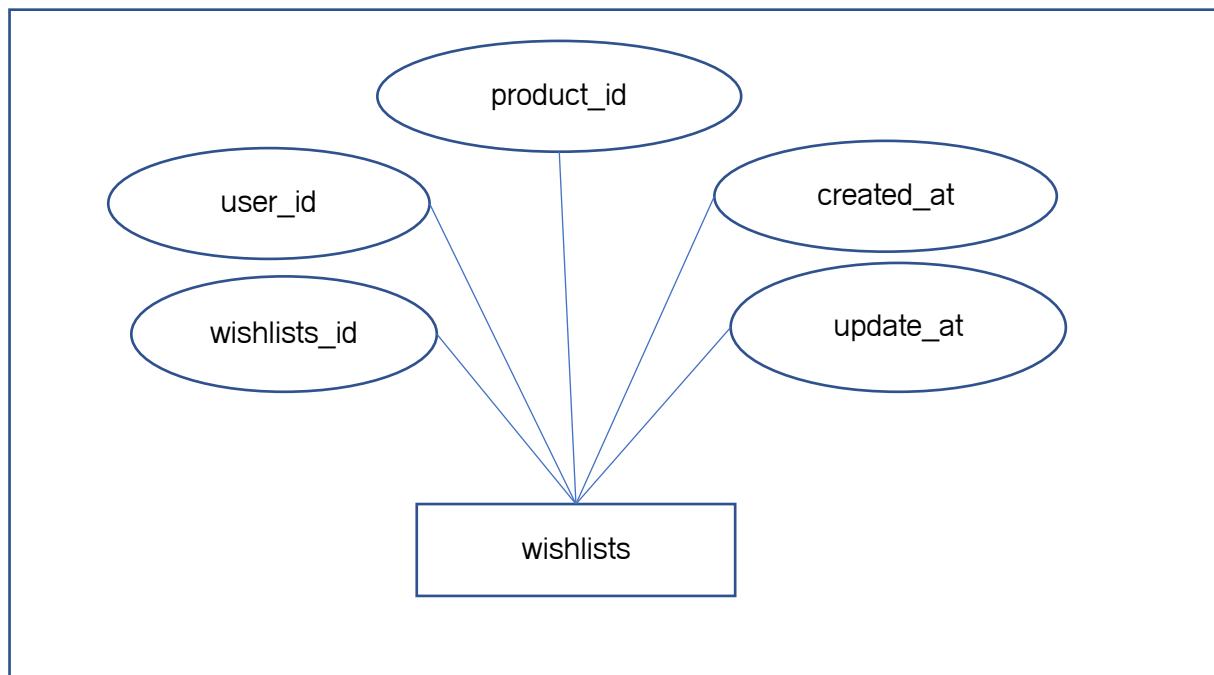 product_id
user_id
created_at
wishlists_id
update_at
wishlists